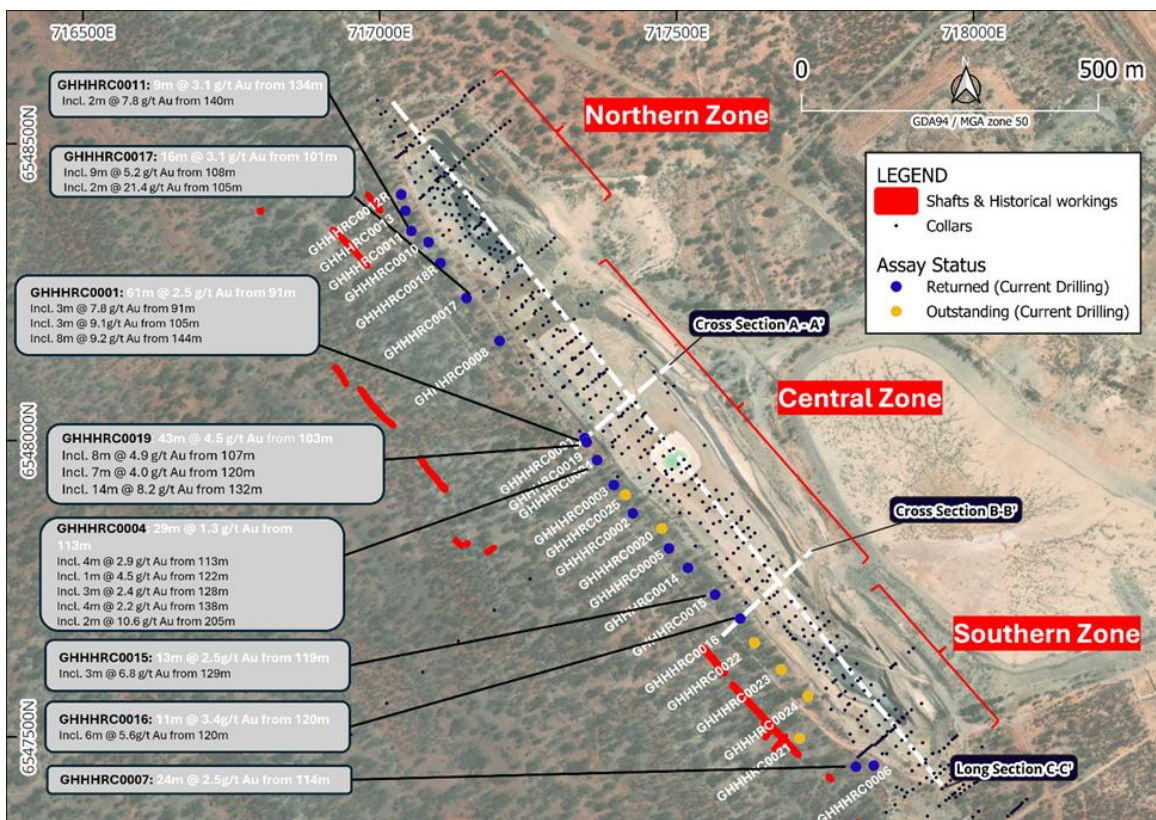 716500E
717000E
717500E
718000E
6548500N
6548000N
6547500N
0
500 m
N
GDA94 / MGA zone 50
LEGEND
Shafts & Historical workings
Collars
Assay Status
Returned (Current Drilling)
Outstanding (Current Drilling)
Northern Zone
Central Zone
Southern Zone
Cross Section A - A'
Cross Section B-B'
Long Section C-C'
GHHHRC0011: 9m @ 3.1 g/t Au from 134m
Incl. 2m @ 7.8 g/t Au from 140m
GHHHRC0017: 16m @ 3.1 g/t Au from 101m
Incl. 9m @ 5.2 g/t Au from 108m
Incl. 2m @ 21.4 g/t Au from 105m
GHHHRC0001: 61m @ 2.5 g/t Au from 91m
Incl. 3m @ 7.8 g/t Au from 91m
Incl. 3m @ 9.1g/t Au from 105m
Incl. 8m @ 9.2 g/t Au from 144m
GHHHRC0019: 43m @ 4.5 g/t Au from 103m
Incl. 8m @ 4.9 g/t Au from 107m
Incl. 7m @ 4.0 g/t Au from 120m
Incl. 14m @ 8.2 g/t Au from 132m
GHHHRC0004: 29m @ 1.3 g/t Au from
113m
Incl. 4m @ 2.9 g/t Au from 113m
Incl. 1m @ 4.5 g/t Au from 122m
Incl. 3m @ 2.4 g/t Au from 128m
Incl. 4m @ 2.2 g/t Au from 138m
Incl. 2m @ 10.6 g/t Au from 205m
GHHHRC0015: 13m @ 2.5g/t Au from 119m
Incl. 3m @ 6.8 g/t Au from 129m
GHHHRC0016: 11m @ 3.4g/t Au from 120m
Incl. 6m @ 5.6g/t Au from 120m
GHHHRC0007: 24m @ 2.5g/t Au from 114m
GHHHRC0012R
GHHHRC0013
GHHHRC0011
GHHHRC0010
GHHHRC0018R
GHHHRC0017
GHHHRC0008
GHHHRC0019
GHHHRC0003
GHHHRC0025
GHHHRC0002
GHHHRC0020
GHHHRC0005
GHHHRC0014
GHHHRC0015
GHHHRC0016
GHHHRC0022
GHHHRC0023
GHHHRC0024
GHHHRC0021
GHHHRC0006